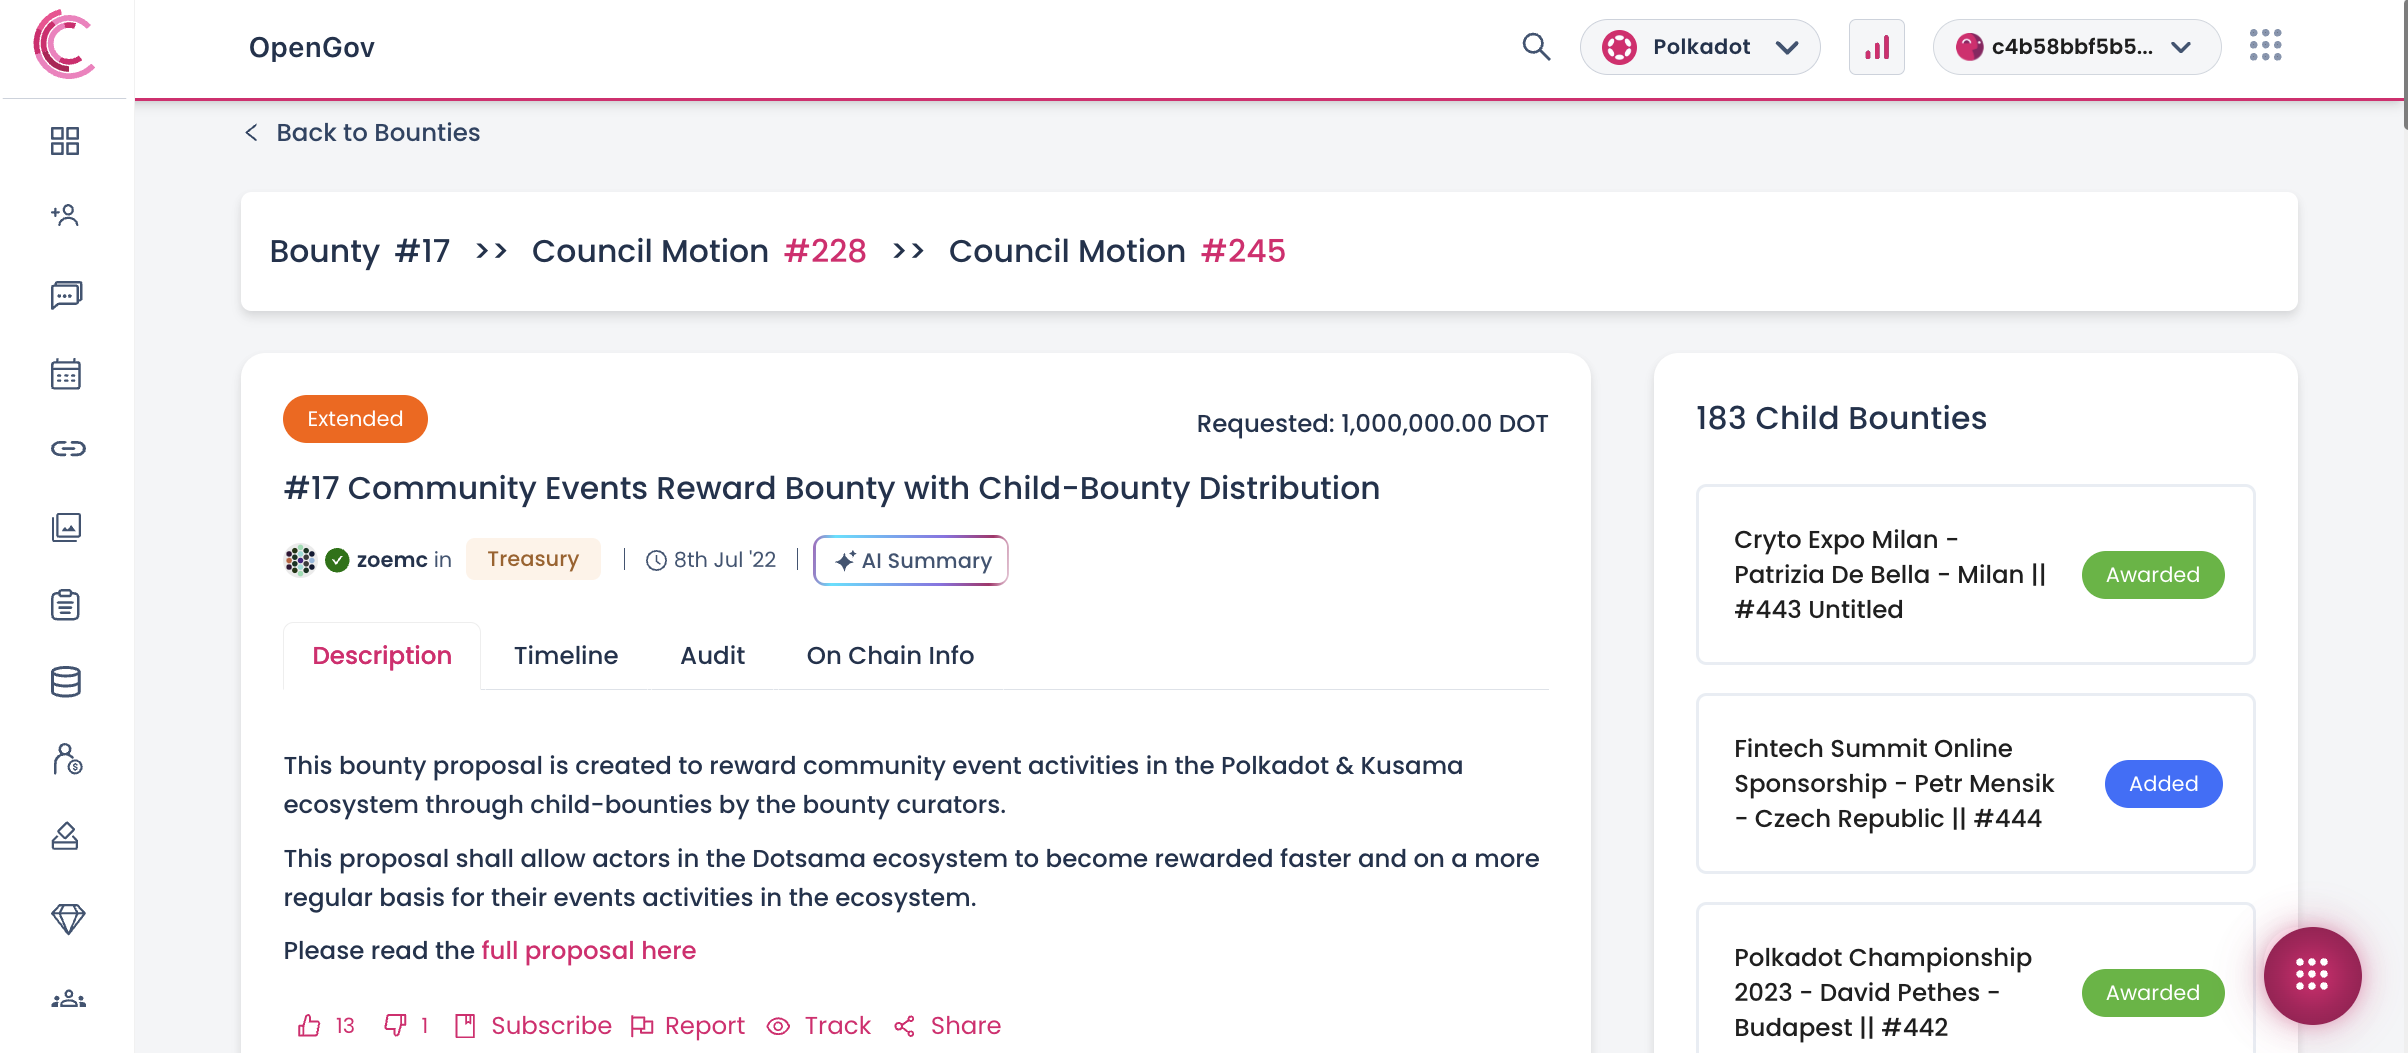 OpenGov
Polkadot
c4b58bbf5b5...
Back to Bounties
Bounty #17 >> Council Motion #228 >> Council Motion #245
Extended
Requested: 1,000,000.00 DOT
#17 Community Events Reward Bounty with Child-Bounty Distribution
zoemc in Treasury | 8th Jul '22 | AI Summary
Description Timeline Audit On Chain Info
This bounty proposal is created to reward community event activities in the Polkadot & Kusama
ecosystem through child-bounties by the bounty curators.
This proposal shall allow actors in the Dotsama ecosystem to become rewarded faster and on a more
regular basis for their events activities in the ecosystem.
Please read the full proposal here
13 1 Subscribe Report Track Share
183 Child Bounties
Cryto Expo Milan -
Patrizia De Bella - Milan ||
#443 Untitled
Awarded
Fintech Summit Online
Sponsorship - Petr Mensik
- Czech Republic || #444
Added
Polkadot Championship
2023 - David Pethes -
Budapest || #442
Awarded